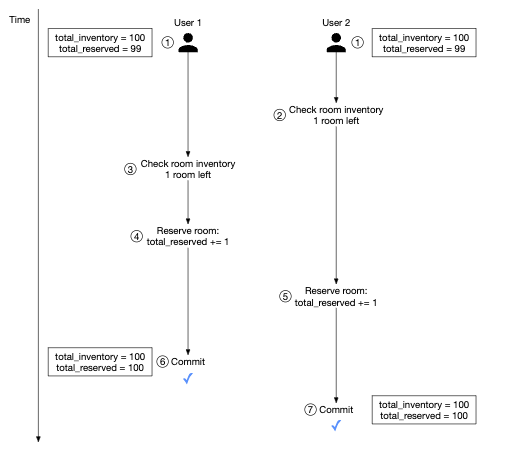 Time
User 1
User 2
total_inventory = 100
total_reserved = 99
1
1
total_inventory = 100
total_reserved = 99
2 Check room inventory
1 room left
3 Check room inventory
1 room left
4 Reserve room:
total_reserved += 1
5 Reserve room:
total_reserved += 1
total_inventory = 100
total_reserved = 100
6 Commit
7 Commit
total_inventory = 100
total_reserved = 100